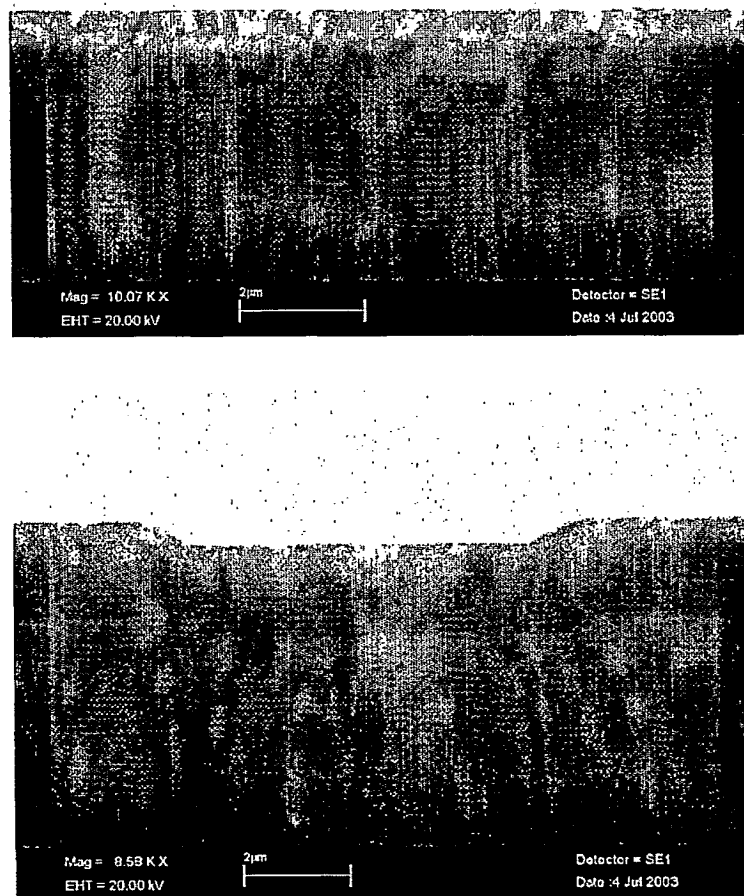 Mag = 10.07 K X
2µm
Detector = SE1
EHT = 20.00 kV
Date :4 Jul 2003
Mag = 8.58 K X
2µm
Detector = SE1
EHT = 20.00 kV
Date :4 Jul 2003